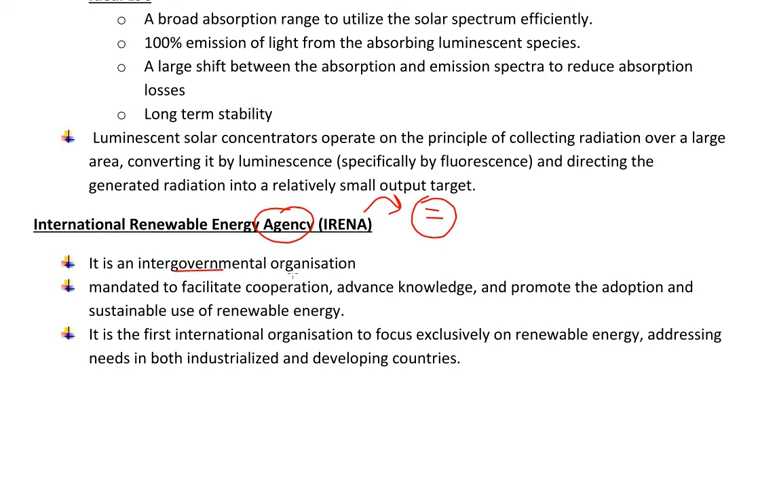 ○ A broad absorption range to utilize the solar spectrum efficiently.
○ 100% emission of light from the absorbing luminescent species.
○ A large shift between the absorption and emission spectra to reduce absorption
losses
○ Long term stability
Luminescent solar concentrators operate on the principle of collecting radiation over a large
area, converting it by luminescence (specifically by fluorescence) and directing the
generated radiation into a relatively small output target.
International Renewable Energy Agency (IRENA)
It is an intergovernmental organisation
mandated to facilitate cooperation, advance knowledge, and promote the adoption and
sustainable use of renewable energy.
It is the first international organisation to focus exclusively on renewable energy, addressing
needs in both industrialized and developing countries.